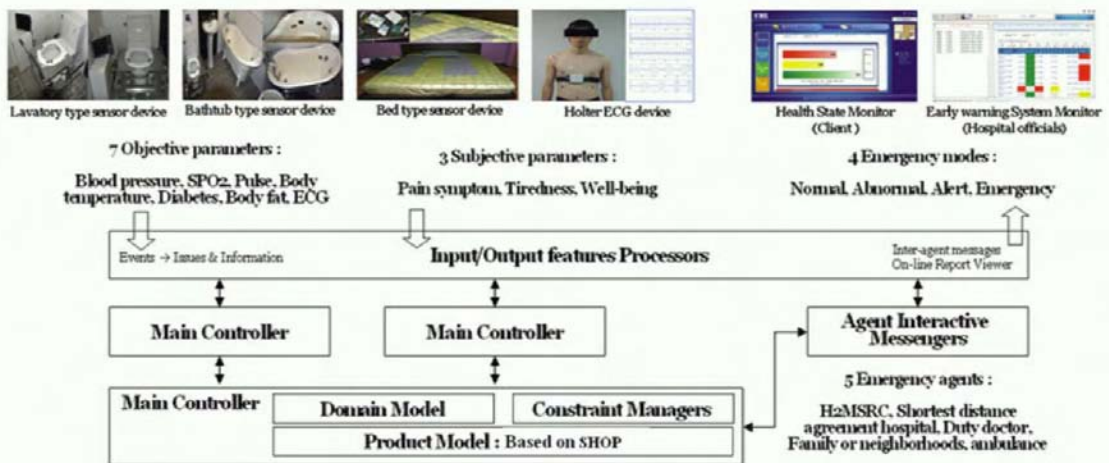 Lavatory type sensor device
Bathtub type sensor device
Bed type sensor device
Holter ECG device
Health State Monitor
(Client)
Early warning System Monitor
(Hospital officials)
7 Objective parameters :
Blood pressure, SPO2, Pulse, Body
temperature, Diabetes, Body fat, ECG
3 Subjective parameters :
Pain symptom, Tiredness, Well-being
4 Emergency modes :
Normal, Abnormal, Alert, Emergency
Events → Issues & Information
Input/Output features Processors
Inter-agent messages
On-line Report Viewer
Main Controller
Main Controller
Agent Interactive
Messengers
Main Controller
Domain Model
Constraint Managers
Product Model : Based on SHOP
5 Emergency agents :
H2MSRC, Shortest distance
agreement hospital, Duty doctor,
Family or neighborhoods, ambulance